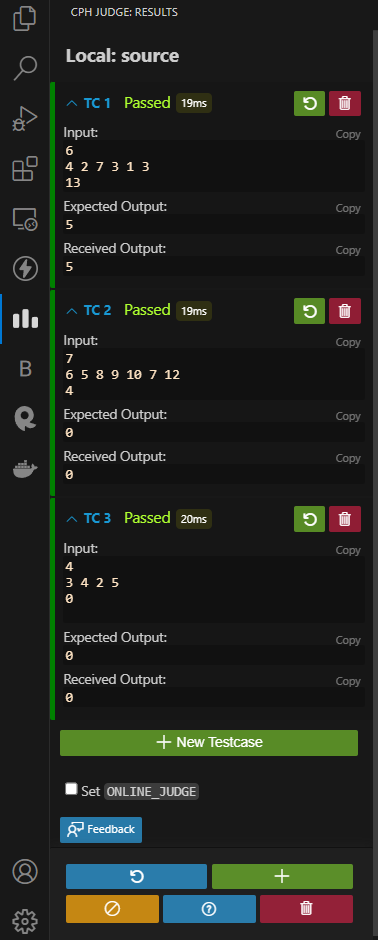 CPH JUDGE: RESULTS
Local: source
TC 1 Passed 19ms
Input:
Copy
6
4 2 7 3 1 3
13
Expected Output:
Copy
5
Received Output:
Copy
5
TC 2 Passed 19ms
Input:
Copy
7
6 5 8 9 10 7 12
4
Expected Output:
Copy
0
Received Output:
Copy
0
TC 3 Passed 20ms
Input:
Copy
4
3 4 2 5
0
Expected Output:
Copy
0
Received Output:
Copy
0
New Testcase
Set ONLINE_JUDGE
Feedback
B